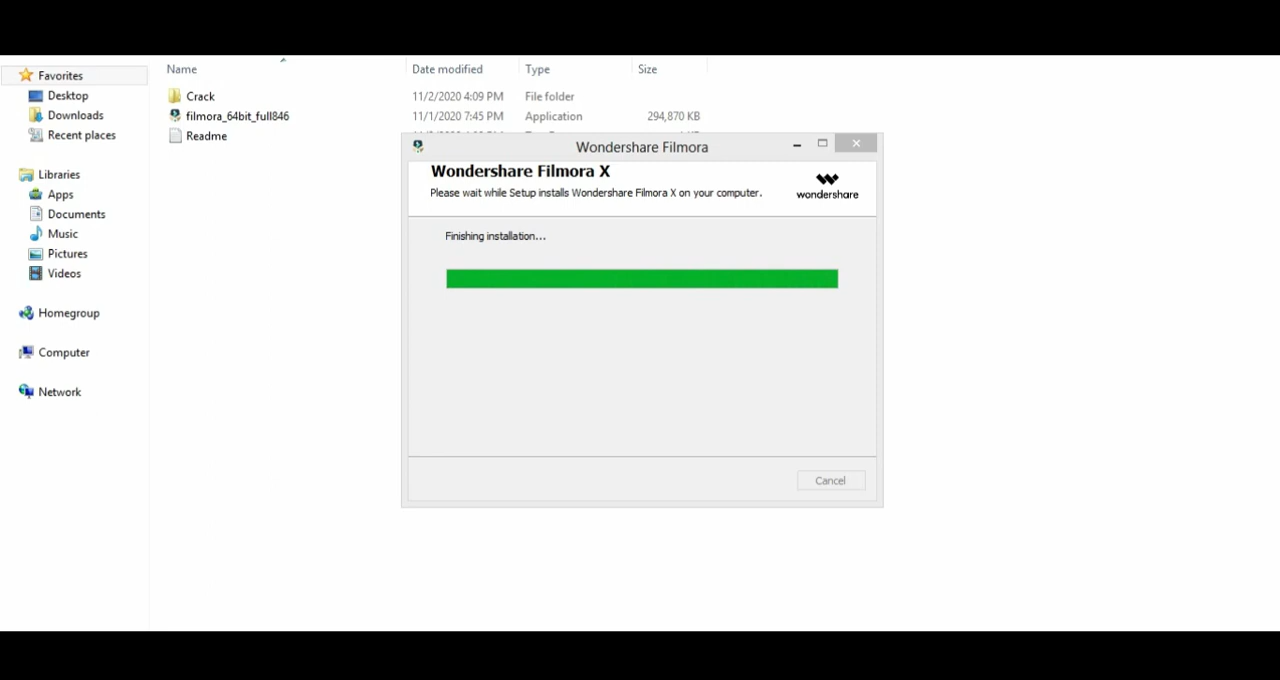 Name Date modified Type Size
Favorites
Desktop
Downloads
Recent places
Libraries
Apps
Documents
Music
Pictures
Videos
Homegroup
Computer
Network
Crack 11/2/2020 4:09 PM File folder
filmora_64bit_full846 11/1/2020 7:45 PM Application 294,870 KB
Readme
Wondershare Filmora
Wondershare Filmora X
Please wait while Setup installs Wondershare Filmora X on your computer.
wondershare
Finishing installation...
Cancel